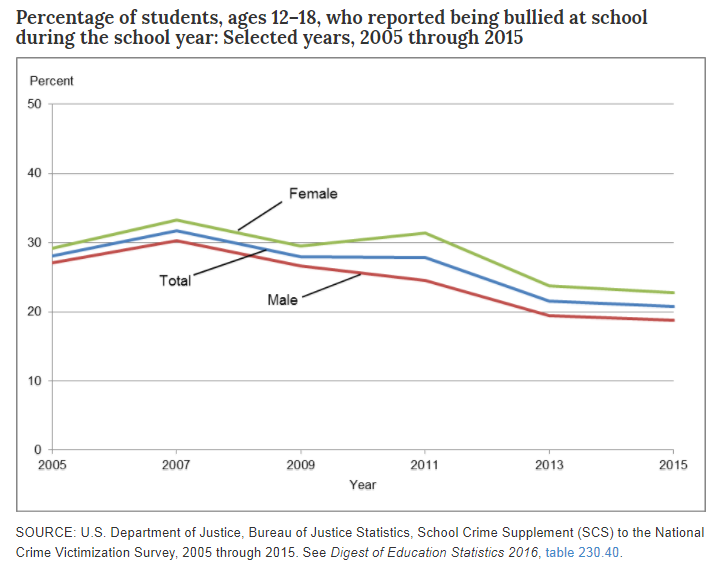 Percentage of students, ages 12–18, who reported being bullied at school
during the school year: Selected years, 2005 through 2015
Percent
50
40
Female
30
Total
Male
20
10
0
2005 2007 2009 2011 2013 2015
Year
SOURCE: U.S. Department of Justice, Bureau of Justice Statistics, School Crime Supplement (SCS) to the National
Crime Victimization Survey, 2005 through 2015. See Digest of Education Statistics 2016, table 230.40.